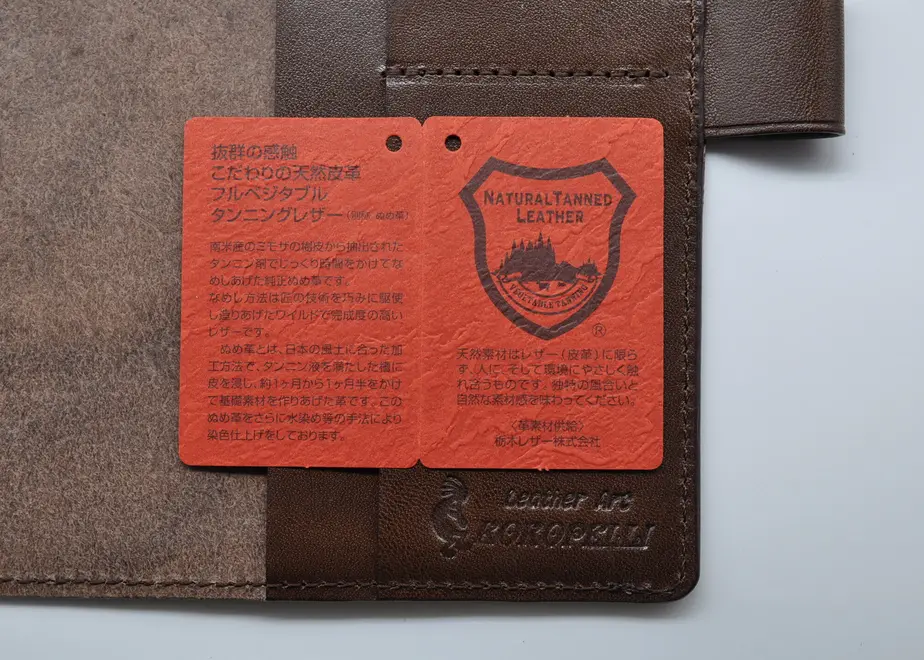 抜群の感触
こだわりの天然皮革
フルベジタブル
タンニングレザー(別称 ぬめ革)
南米産のミモザの樹皮から抽出された
タンニン剤でじっくり時間をかけてな
めしあげた純正ぬめ革です。
なめし方法は匠の技術を巧みに駆使
し造りあげたワイルドで完成度の高い
レザーです。
ぬめ革とは、日本の風土に合った加
工方法で、タンニン液を満たした槽に
皮を浸し、約1ヶ月から1ヶ月半をかけ
て基礎素材を作りあげた革です。この
ぬめ革をさらに水染め等の手法により
染色仕上げをしております。
NATURAL TANNED
LEATHER
VEGETABLE TANNING
®
天然素材はレザー(皮革)に限ら
ず、人に、そして環境にやさしく触
れ合うものです。独特の風合いと
自然な素材感を味わってください。
〈革素材供給〉
栃木レザー株式会社
Leather Art
KOKOPELLI